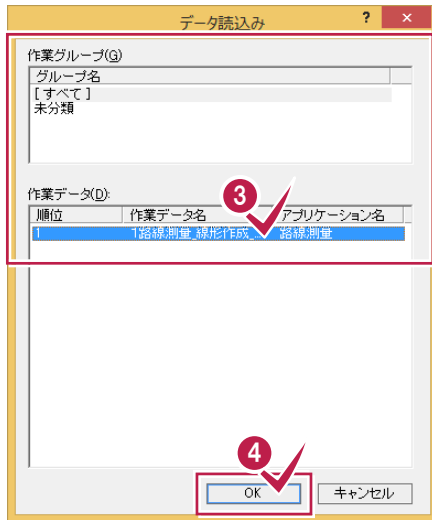 データ読込み ? ×
作業グループ(G)
グループ名
[すべて]
未分類
作業データ(D):
3
順位 作業データ名 アプリケーション名
1 1路線測量_線形作成_... 路線測量
4
OK キャンセル